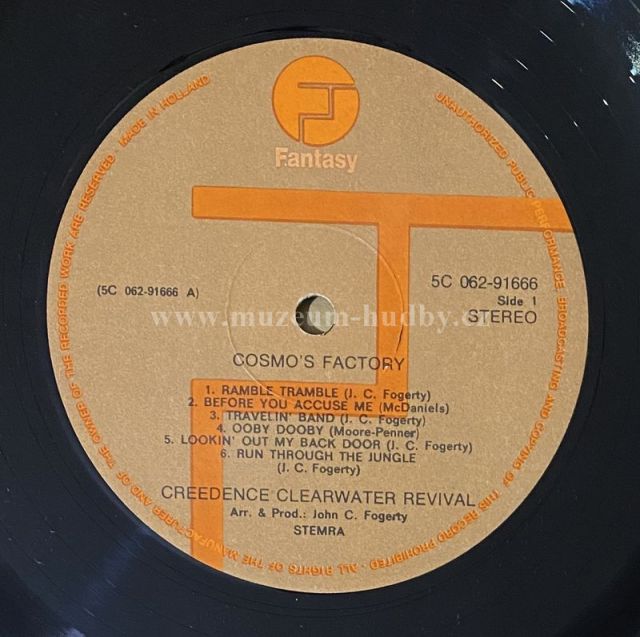 Fantasy
5C 062-91666
(5C 062-91666 A)
Side 1
STEREO
www.muzeum-hudby.cz
COSMO'S FACTORY
1. RAMBLE TRAMBLE (J. C. Fogerty)
2. BEFORE YOU ACCUSE ME (McDaniels)
3. TRAVELIN' BAND (J. C. Fogerty)
4. OOBY DOOBY (Moore-Penner)
5. LOOKIN' OUT MY BACK DOOR (J. C. Fogerty)
6. RUN THROUGH THE JUNGLE
(J. C. Fogerty)
CREEDENCE CLEARWATER REVIVAL
Arr. & Prod.: John C. Fogerty
STEMRA
UNAUTHORIZED PUBLIC PERFORMANCE, BROADCASTING AND COPYING OF THIS RECORD PROHIBITED · ALL RIGHTS OF THE MANUFACTURER AND OF THE OWNER OF THE RECORDED WORK ARE RESERVED MADE IN HOLLAND